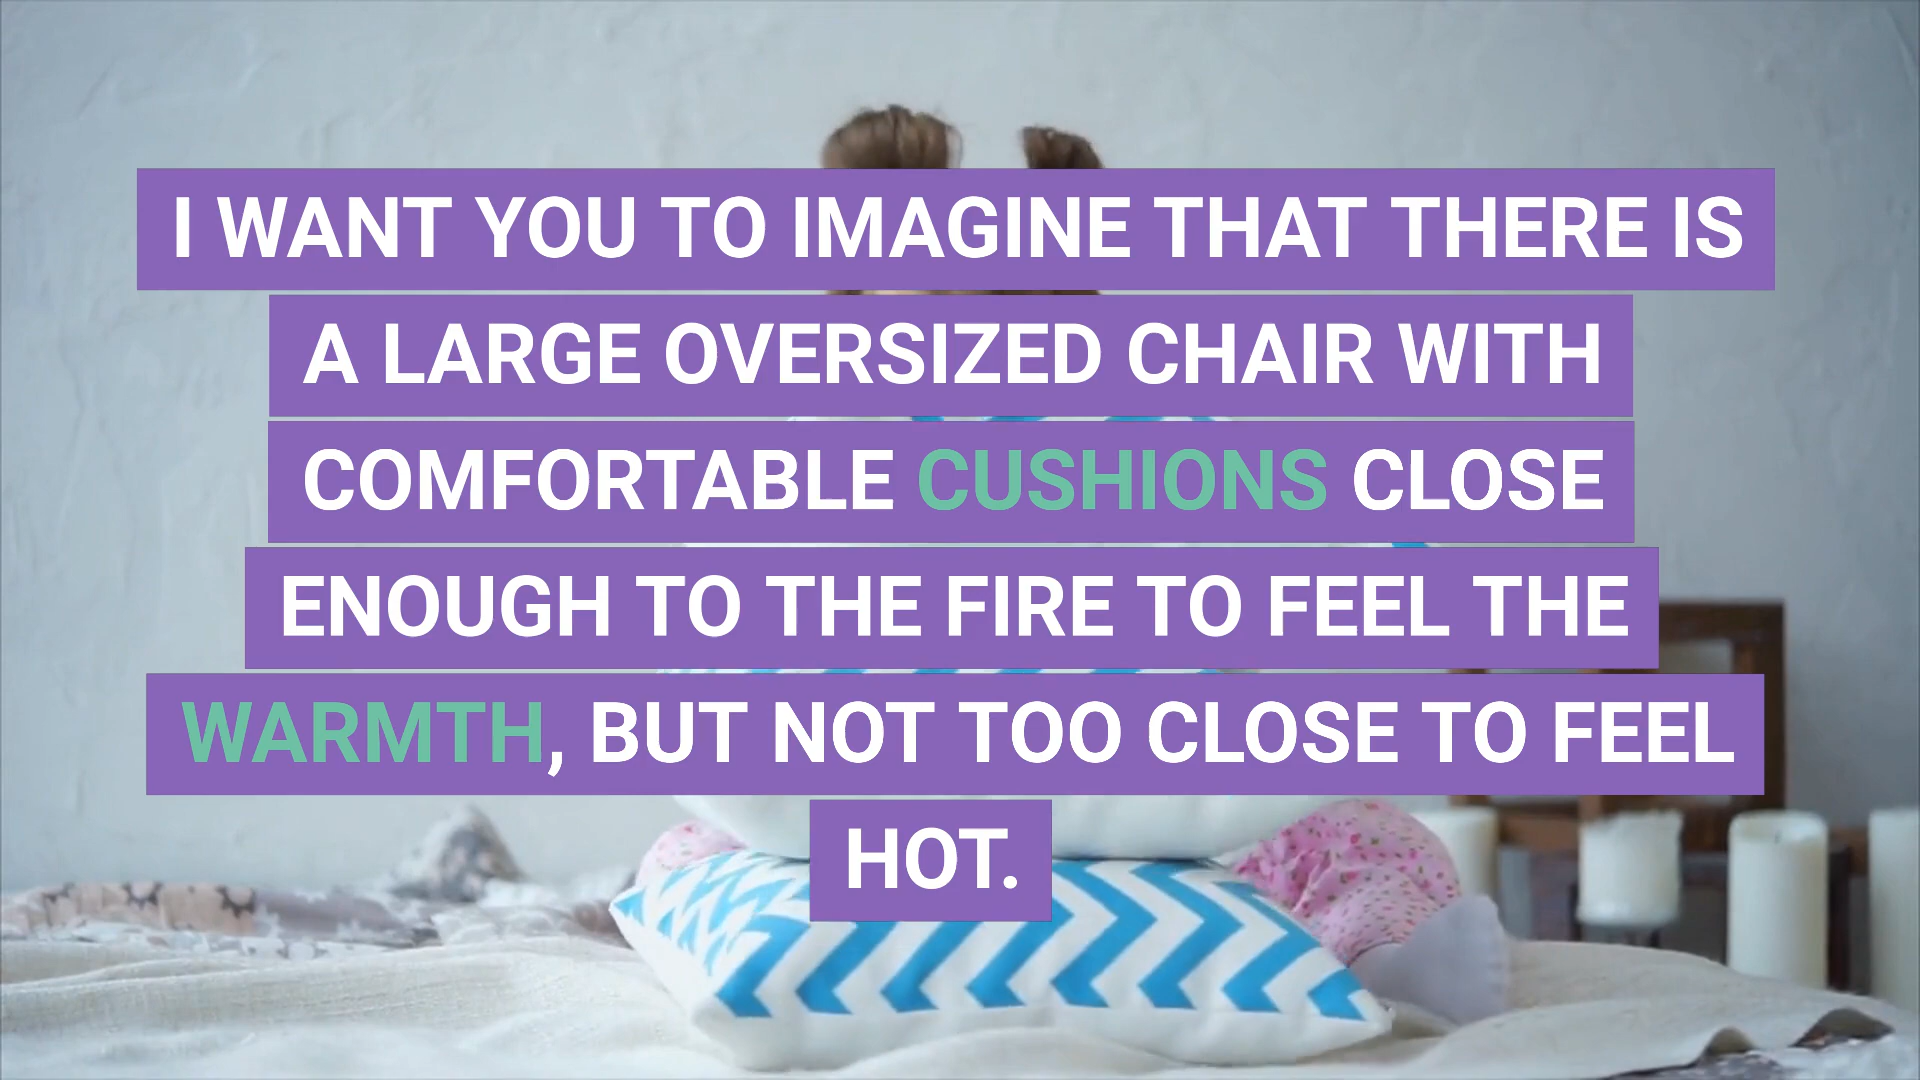 I WANT YOU TO IMAGINE THAT THERE IS
A LARGE OVERSIZED CHAIR WITH
COMFORTABLE CUSHIONS CLOSE
ENOUGH TO THE FIRE TO FEEL THE
WARMTH, BUT NOT TOO CLOSE TO FEEL
HOT.